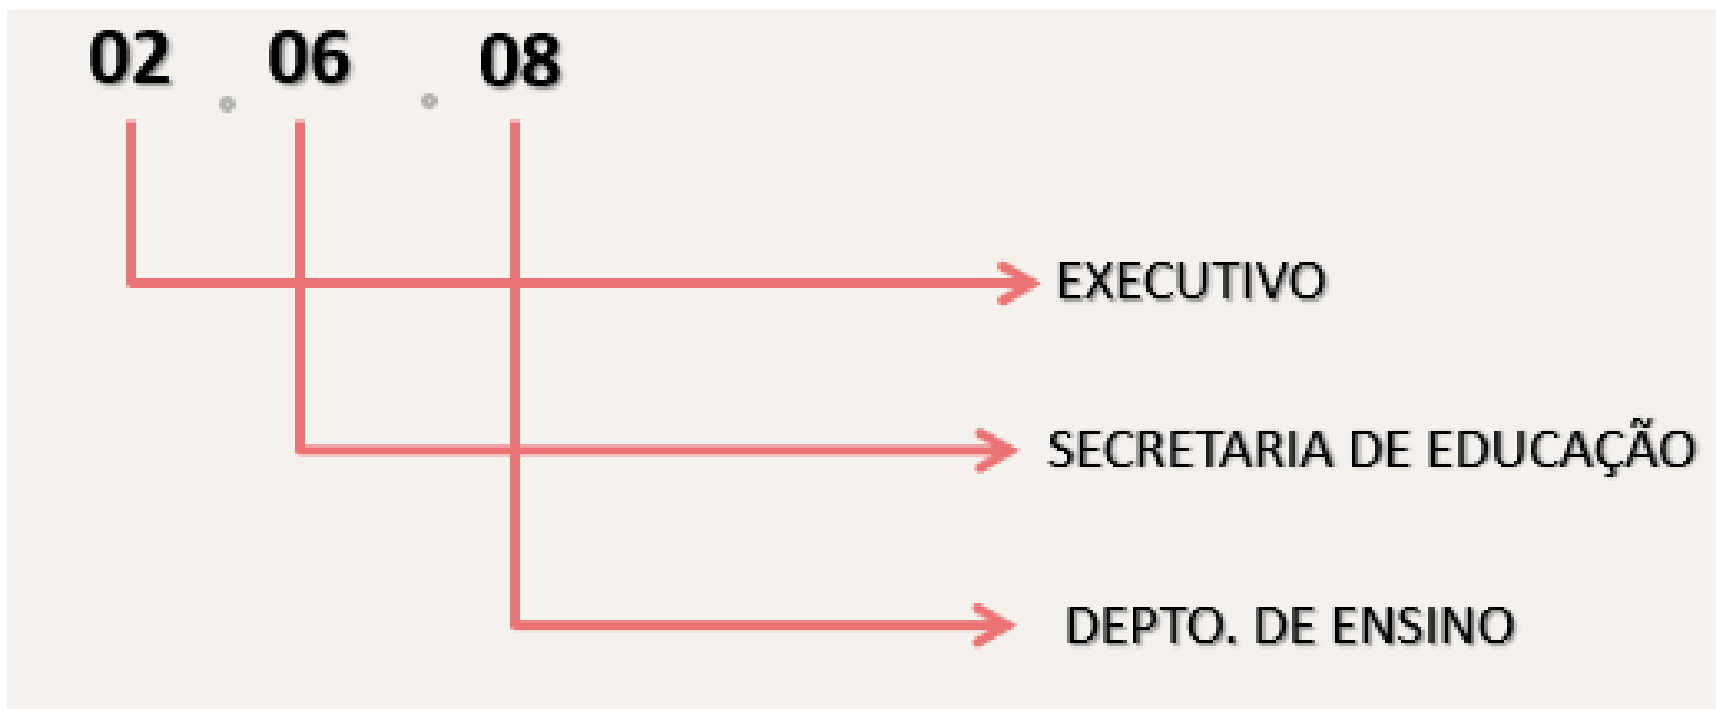 02 . 06 . 08
EXECUTIVO
SECRETARIA DE EDUCAÇÃO
DEPTO. DE ENSINO